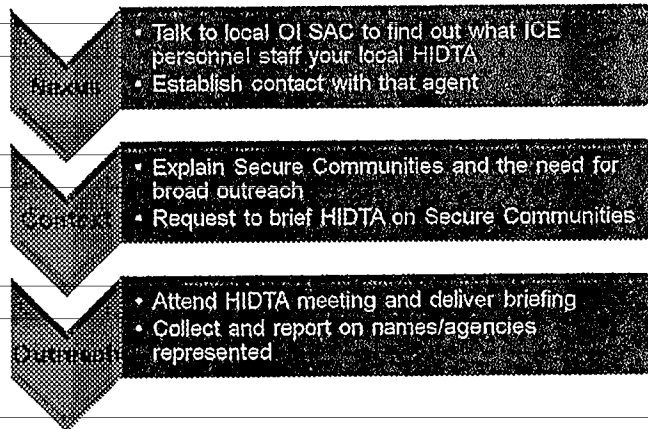 Nexus
• Talk to local OI SAC to find out what ICE
personnel staff your local HIDTA
• Establish contact with that agent
Context
• Explain Secure Communities and the need for
broad outreach
• Request to brief HIDTA on Secure Communities
Outreach
• Attend HIDTA meeting and deliver briefing
• Collect and report on names/agencies
represented